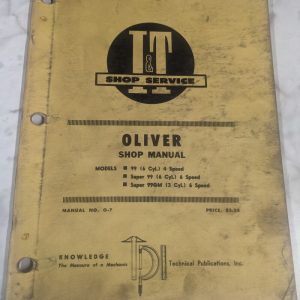 I&T
SHOP SERVICE
OLIVER
SHOP MANUAL
MODELS ■ 99 (6 Cyl.) 4 Speed
■ Super 99 (6 Cyl.) 6 Speed
■ Super 99GM (3 Cyl.) 6 Speed
MANUAL NO. O-7 PRICE,
KNOWLEDGE
The Measure of a Mechanic
Technical Publications, Inc.